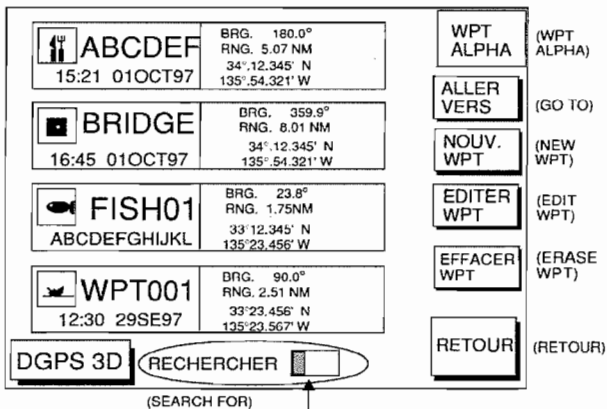 ABCDEF
15:21 01OCT97
BRG. 180.0°
RNG. 5.07 NM
34°.12.345' N
135°.54.321' W
BRIDGE
16:45 01OCT97
BRG. 359.9°
RNG. 8.01 NM
34°.12.345' N
135°.54.321' W
FISH01
ABCDEFGHIJKL
BRG. 23.8°
RNG. 1.75NM
33°12.345' N
135°23.456' W
WPT001
12:30 29SE97
BRG. 90.0°
RNG. 2.51 NM
33°23.456' N
135°23.567' W
WPT
ALPHA
(WPT
ALPHA)
ALLER
VERS
(GO TO)
NOUV.
WPT
(NEW
WPT)
EDITER
WPT
(EDIT
WPT)
EFFACER
WPT
(ERASE
WPT)
RETOUR
(RETOUR)
DGPS 3D
RECHERCHER
(SEARCH FOR)